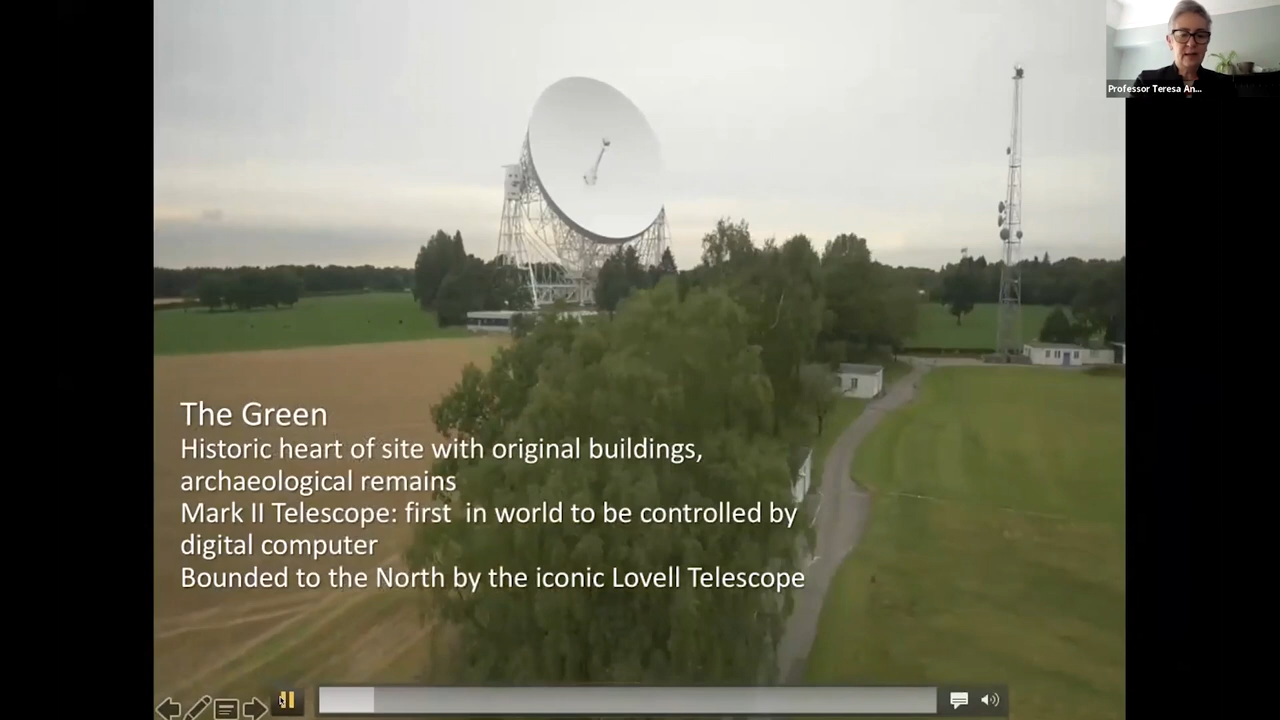 Professor Teresa An...
The Green
Historic heart of site with original buildings,
archaeological remains
Mark II Telescope: first  in world to be controlled by
digital computer
Bounded to the North by the iconic Lovell Telescope